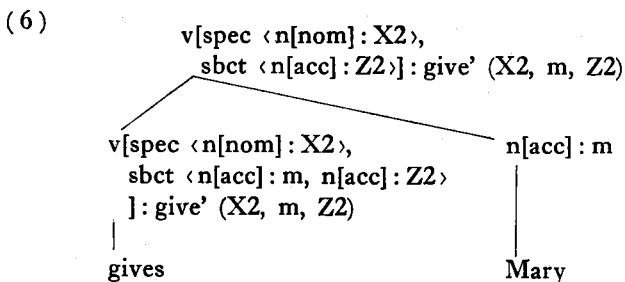 (6)
v[spec ‹n[nom] : X2›,
sbct ‹n[acc] : Z2›] : give’ (X2, m, Z2)
v[spec ‹n[nom] : X2›,
sbct ‹n[acc] : m, n[acc] : Z2›
] : give’ (X2, m, Z2)
n[acc] : m
gives
Mary